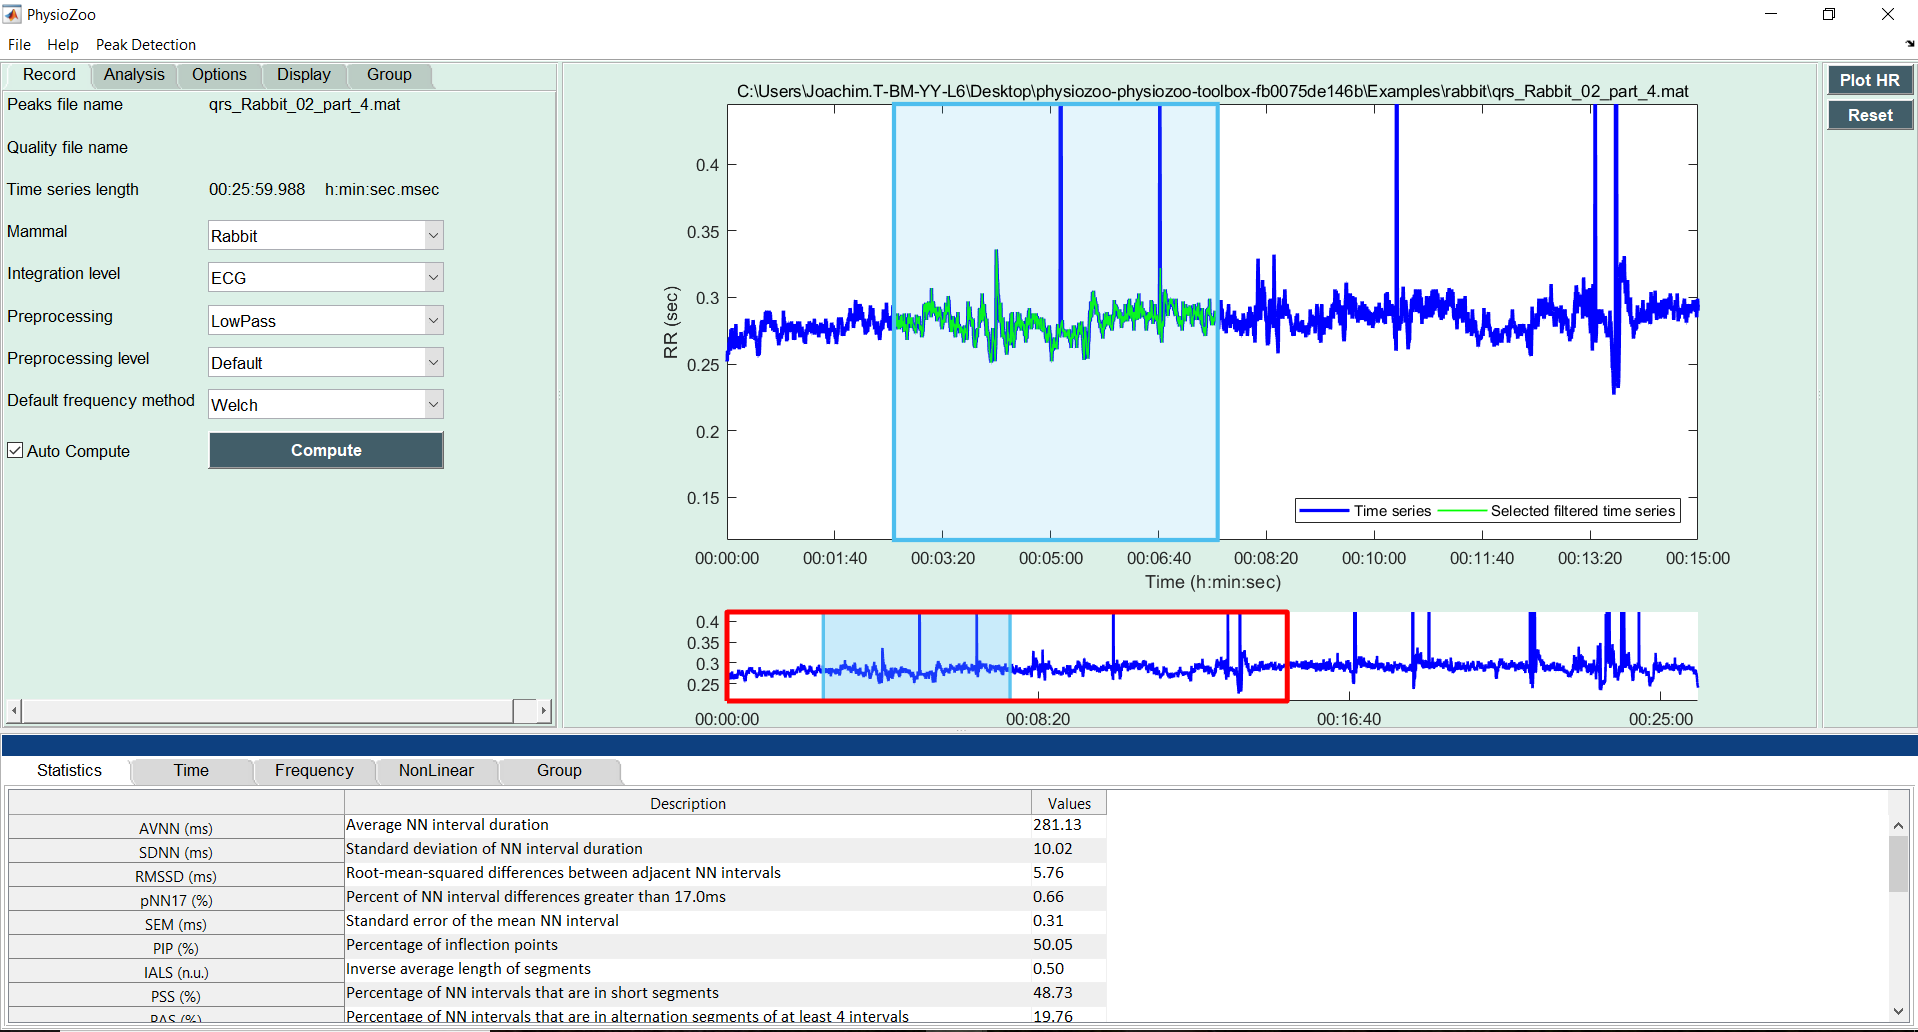 PhysioZoo
File Help Peak Detection
Record Analysis Options Display Group
Peaks file name qrs_Rabbit_02_part_4.mat
Quality file name
Time series length 00:25:59.988 h:min:sec.msec
Mammal Rabbit
Integration level ECG
Preprocessing LowPass
Preprocessing level Default
Default frequency method Welch
Auto Compute Compute
C:\Users\Joachim.T-BM-YY-L6\Desktop\physiozoo-physiozoo-toolbox-fb0075de146b\Examples\rabbit\qrs_Rabbit_02_part_4.mat
0.4
0.35
0.3
0.25
0.2
0.15
RR (sec)
Time series Selected filtered time series
00:00:00 00:01:40 00:03:20 00:05:00 00:06:40 00:08:20 00:10:00 00:11:40 00:13:20 00:15:00
Time (h:min:sec)
0.4
0.35
0.3
0.25
00:00:00 00:08:20 00:16:40 00:25:00
Plot HR
Reset
Statistics Time Frequency NonLinear Group
Description Values
AVNN (ms) Average NN interval duration 281.13
SDNN (ms) Standard deviation of NN interval duration 10.02
RMSSD (ms) Root-mean-squared differences between adjacent NN intervals 5.76
pNN17 (%) Percent of NN interval differences greater than 17.0ms 0.66
SEM (ms) Standard error of the mean NN interval 0.31
PIP (%) Percentage of inflection points 50.05
IALS (n.u.) Inverse average length of segments 0.50
PSS (%) Percentage of NN intervals that are in short segments 48.73
PAS (%) Percentage of NN intervals that are in alternation segments of at least 4 intervals 19.76